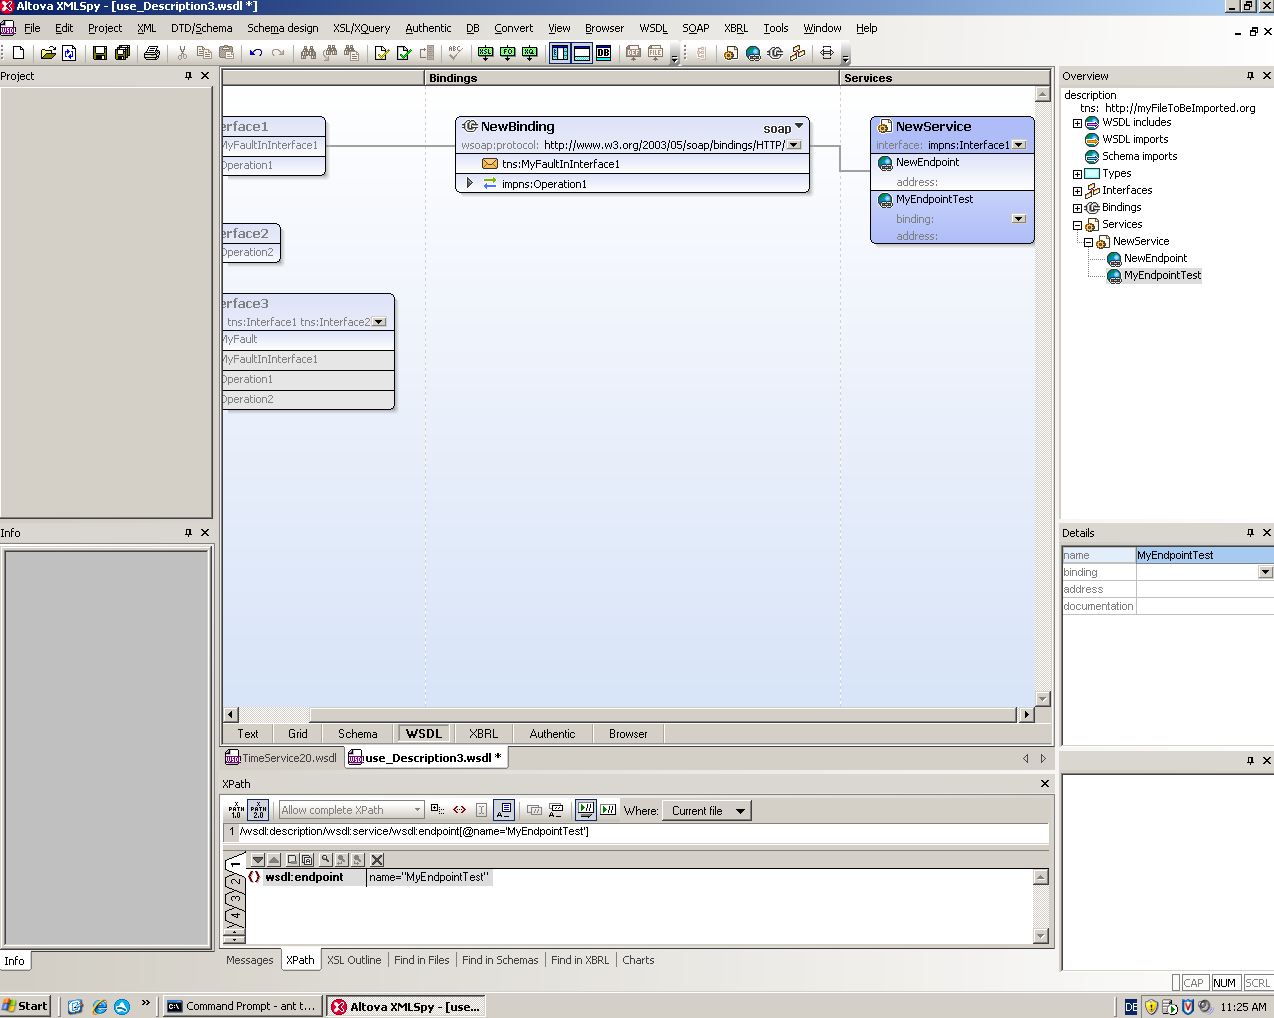 Altova XMLSpy - [use_Description3.wsdl *]
File Edit Project XML DTD/Schema Schema design XSL/XQuery Authentic DB Convert View Browser WSDL SOAP XBRL Tools Window Help
Project
Bindings
Services
erface1
MyFaultInInterface1
Operation1
erface2
Operation2
erface3
tns:Interface1 tns:Interface2
MyFault
MyFaultInInterface1
Operation1
Operation2
NewBinding soap
wsoap:protocol: http://www.w3.org/2003/05/soap/bindings/HTTP/
tns:MyFaultInInterface1
impns:Operation1
NewService
interface: impns:Interface1
NewEndpoint
address:
MyEndpointTest
binding:
address:
Overview
description
tns: http://myFileToBeImported.org
WSDL includes
WSDL imports
Schema imports
Types
Interfaces
Bindings
Services
NewService
NewEndpoint
MyEndpointTest
Info
Details
name MyEndpointTest
binding
address
documentation
Text Grid Schema WSDL XBRL Authentic Browser
TimeService20.wsdl use_Description3.wsdl *
XPath
XPATH 1.0 XPATH 2.0 Allow complete XPath Where: Current file
1 /wsdl:description/wsdl:service/wsdl:endpoint[@name='MyEndpointTest']
1 2 3 4
wsdl:endpoint name="MyEndpointTest"
Info
Messages XPath XSL Outline Find in Files Find in Schemas Find in XBRL Charts
CAP NUM SCRL
Start Command Prompt - ant t... Altova XMLSpy - [use... DE 11:25 AM